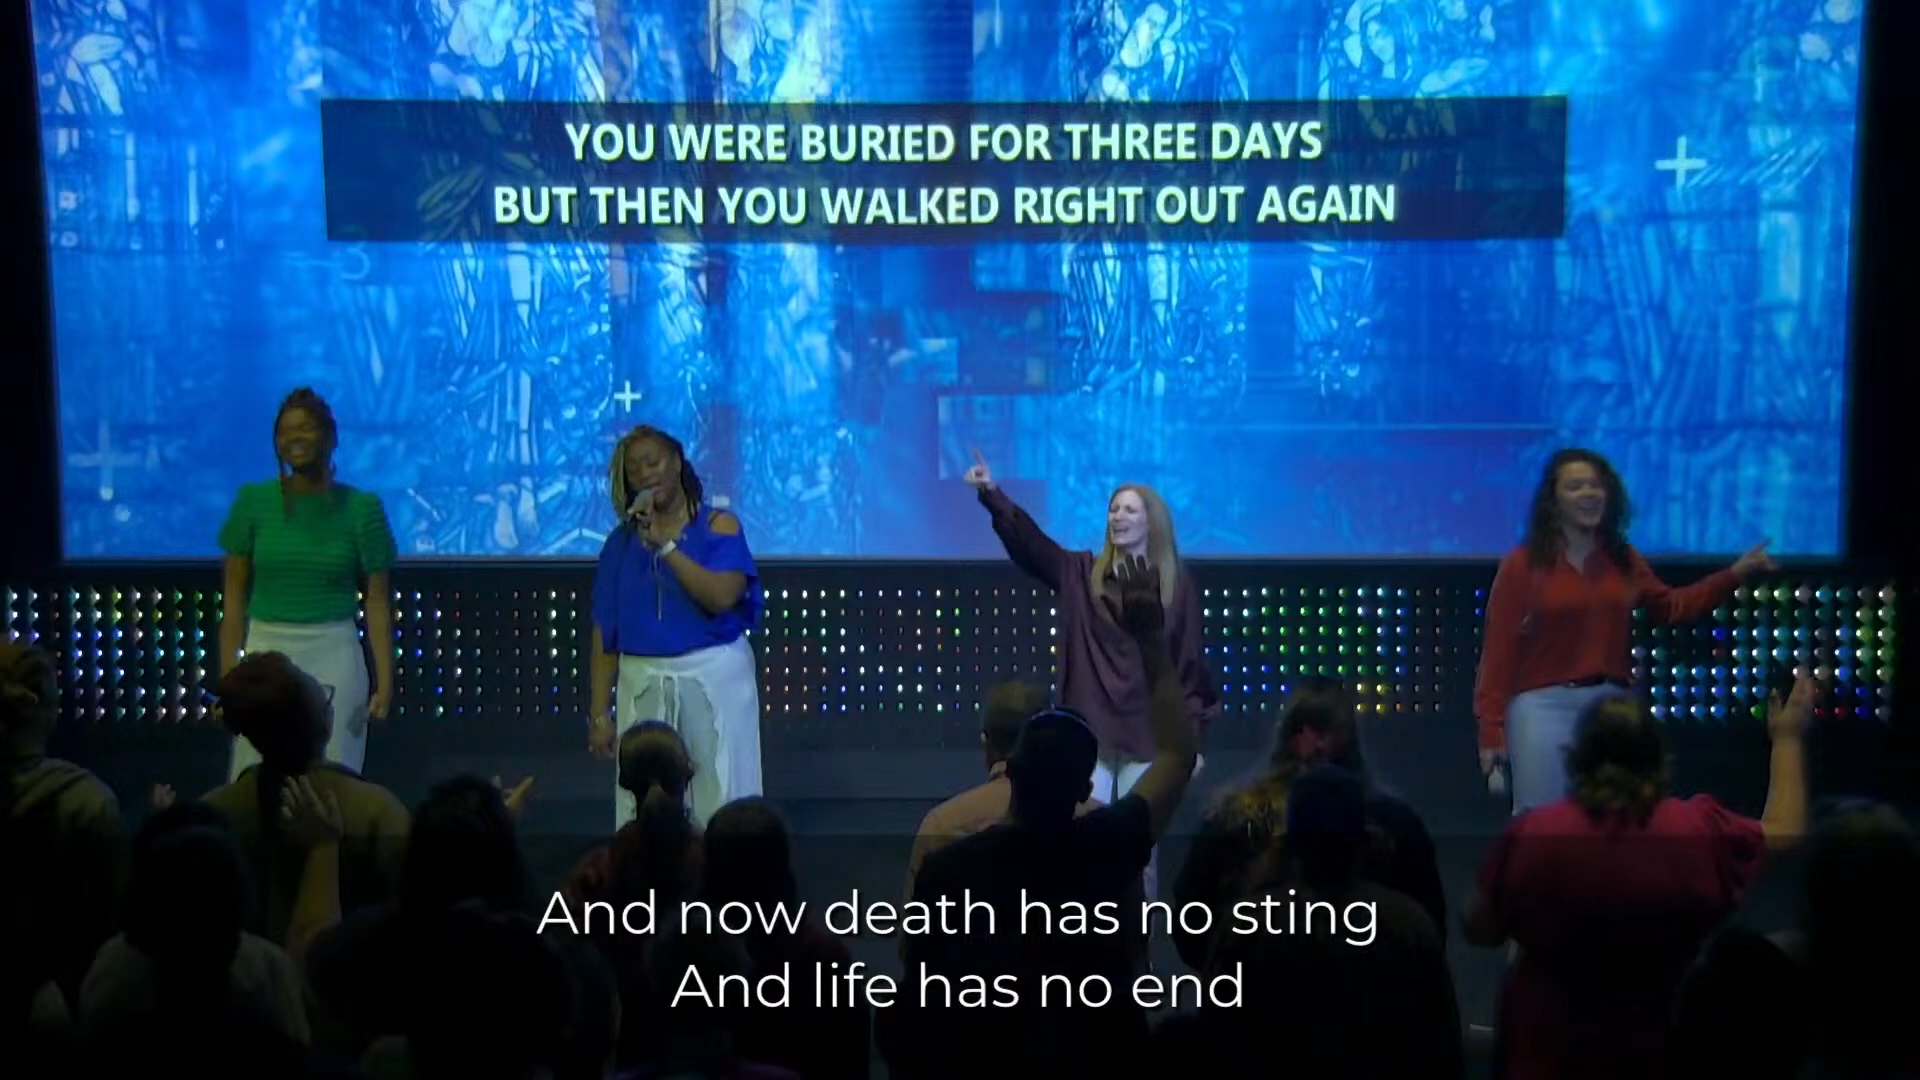 YOU WERE BURIED FOR THREE DAYS
BUT THEN YOU WALKED RIGHT OUT AGAIN
And now death has no sting
And life has no end